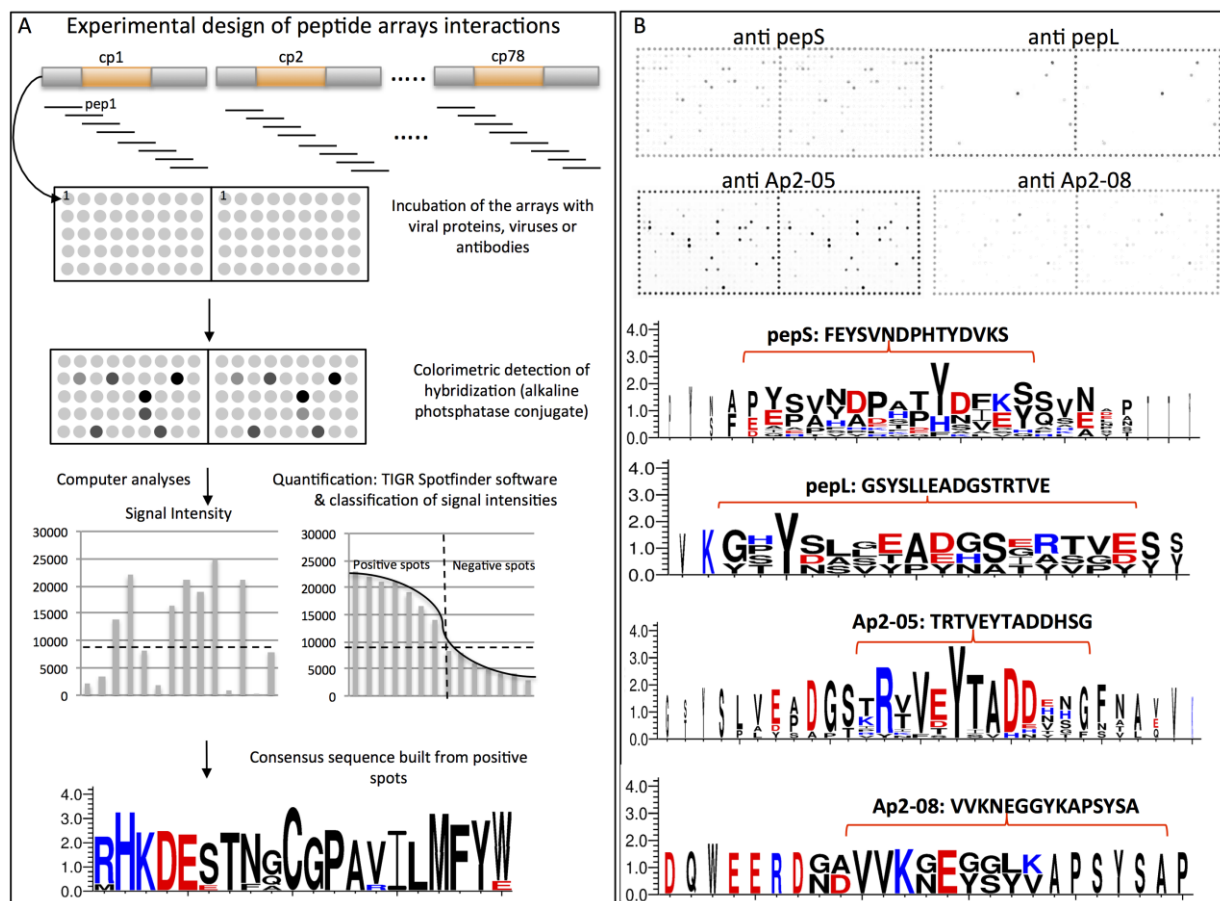 A Experimental design of peptide arrays interactions
cp1 cp2 cp78
pep1
1 1
Incubation of the arrays with
viral proteins, viruses or
antibodies
Colorimetric detection of
hybridization (alkaline
photsphatase conjugate)
Computer analyses
Quantification: TIGR Spotfinder software
& classification of signal intensities
Signal Intensity
30000
25000
20000
15000
10000
5000
0
30000
25000
20000
15000
10000
5000
0
Positive spots Negative spots
Consensus sequence built from positive
spots
4.0
3.0
2.0
1.0
0.0
RHKDESTNGCGPAVILMFYW
B
anti pepS anti pepL
anti Ap2-05 anti Ap2-08
pepS: FEYSVNDPHTYDVKS
4.0
3.0
2.0
1.0
0.0
pepL: GSYSLLEADGSTRTVE
4.0
3.0
2.0
1.0
0.0
Ap2-05: TRTVEYTADDHSG
4.0
3.0
2.0
1.0
0.0
Ap2-08: VVKNEGGYKAPSYSA
4.0
3.0
2.0
1.0
0.0
DQWEERDGAVVKGEGGLKAPSYSAP